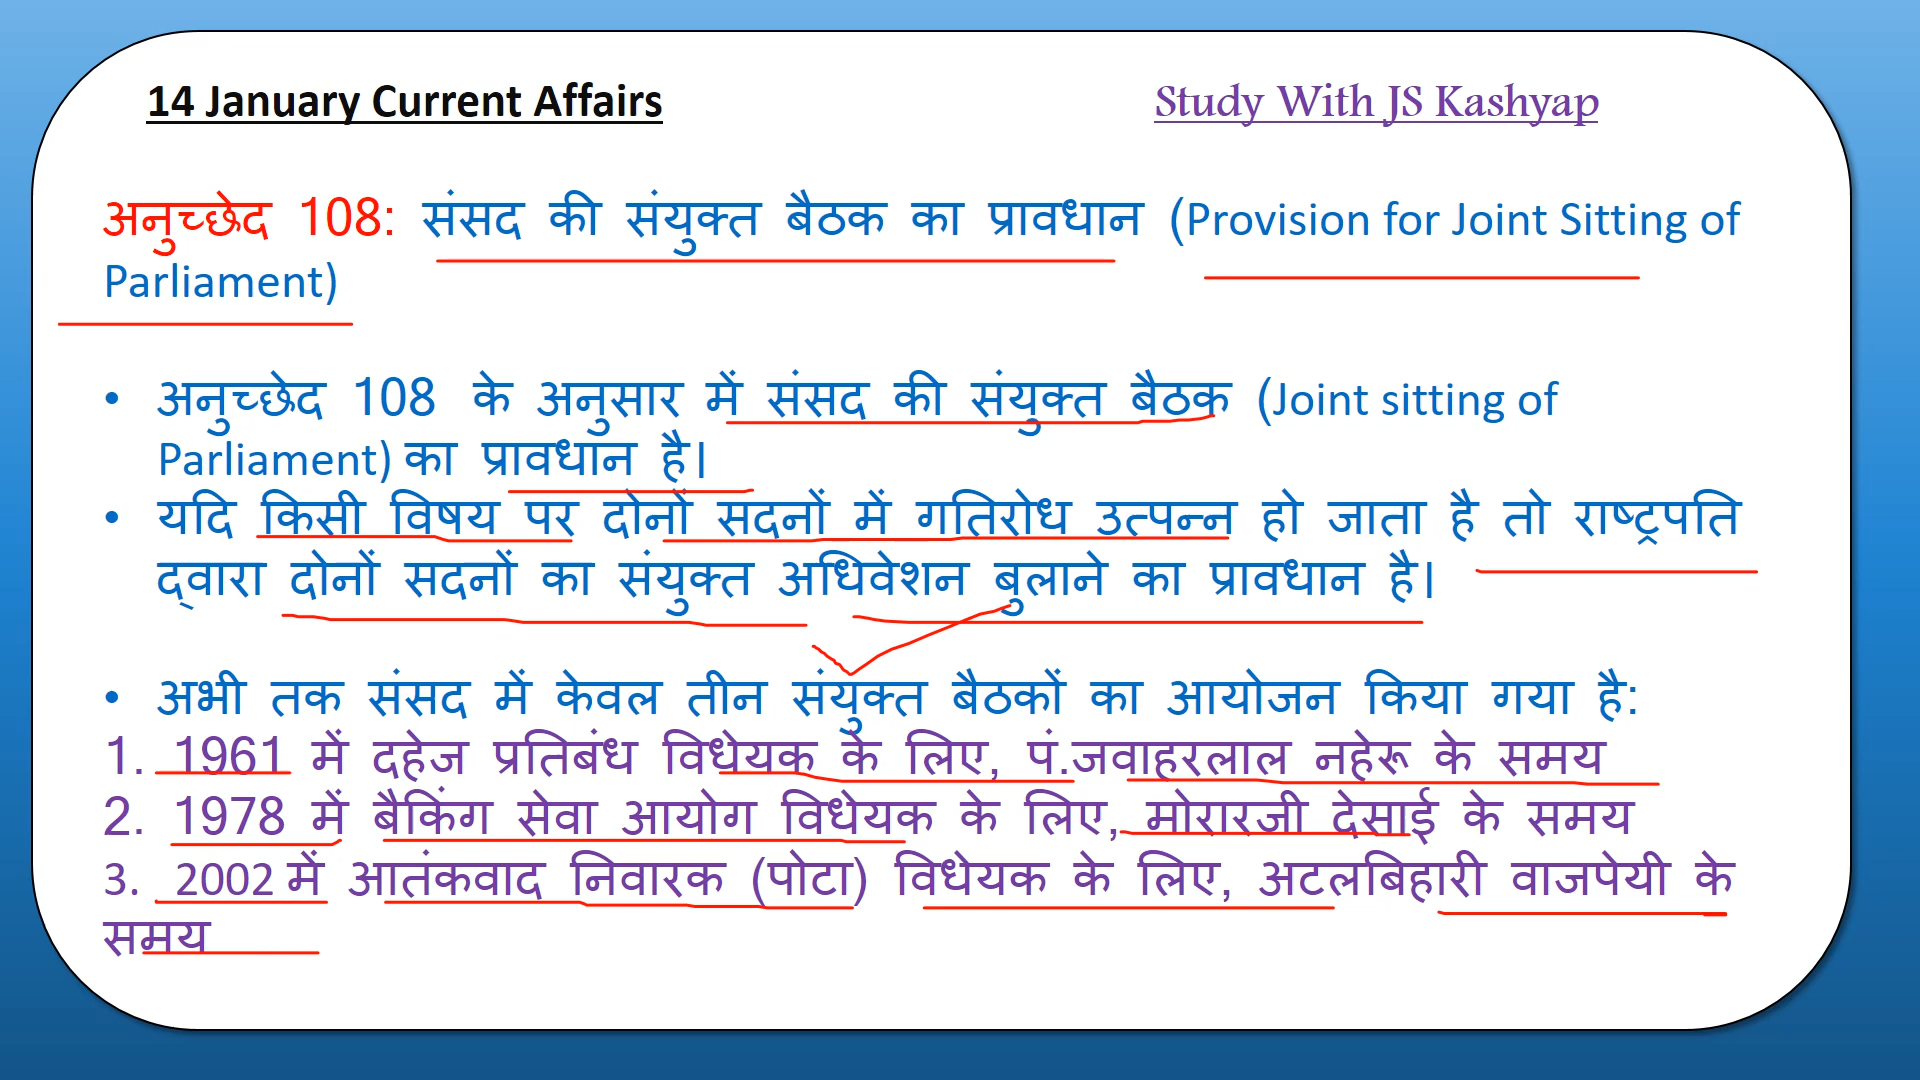 14 January Current Affairs
Study With JS Kashyap
अनुच्छेद 108: संसद की संयुक्त बैठक का प्रावधान (Provision for Joint Sitting of
Parliament)
• अनुच्छेद 108 के अनुसार में संसद की संयुक्त बैठक (Joint sitting of
Parliament) का प्रावधान है।
• यदि किसी विषय पर दोनों सदनों में गतिरोध उत्पन्न हो जाता है तो राष्ट्रपति
द्वारा दोनों सदनों का संयुक्त अधिवेशन बुलाने का प्रावधान है।
• अभी तक संसद में केवल तीन संयुक्त बैठकों का आयोजन किया गया है:
1. 1961 में दहेज प्रतिबंध विधेयक के लिए, पं.जवाहरलाल नहेरू के समय
2. 1978 में बैकिंग सेवा आयोग विधेयक के लिए, मोरारजी देसाई के समय
3. 2002 में आतंकवाद निवारक (पोटा) विधेयक के लिए, अटलबिहारी वाजपेयी के
समय